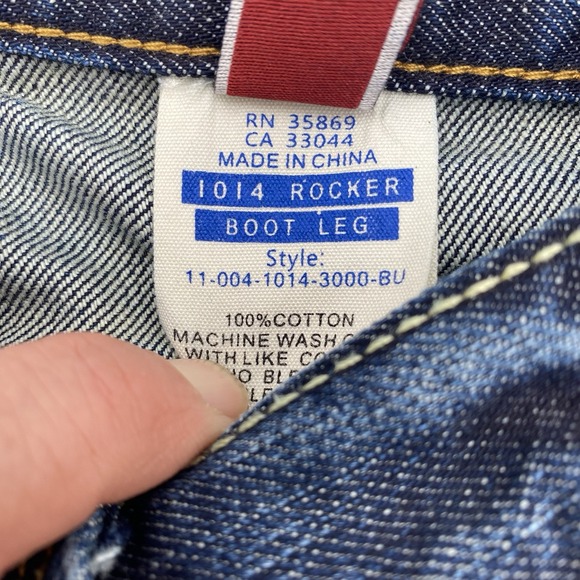 RN 35869
CA 33044
MADE IN CHINA
1014 ROCKER
BOOT LEG
Style:
11-004-1014-3000-BU
100%COTTON
MACHINE WASH
WITH LIKE
NO